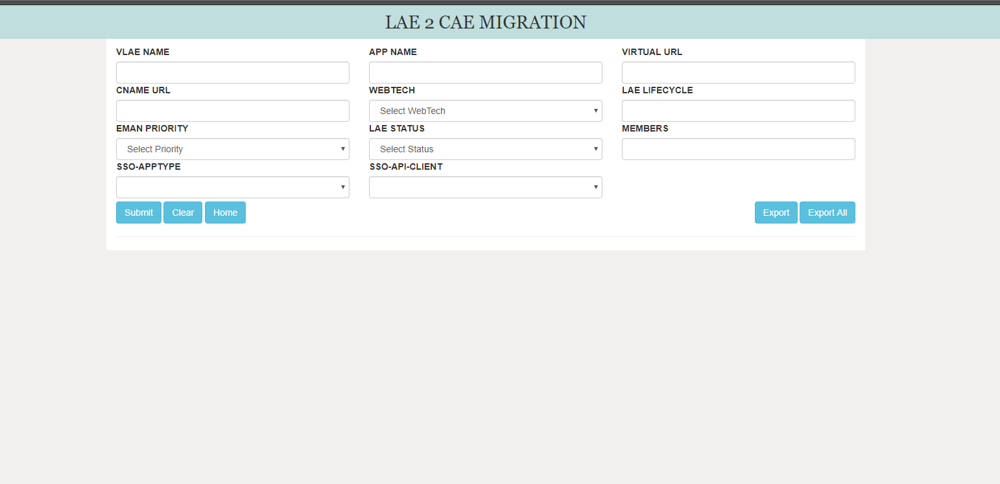 LAE 2 CAE MIGRATION
VLAE NAME APP NAME VIRTUAL URL
CNAME URL WEBTECH LAE LIFECYCLE
Select WebTech
EMAN PRIORITY LAE STATUS MEMBERS
Select Priority Select Status
SSO-APPTYPE SSO-API-CLIENT
Submit Clear Home Export Export All